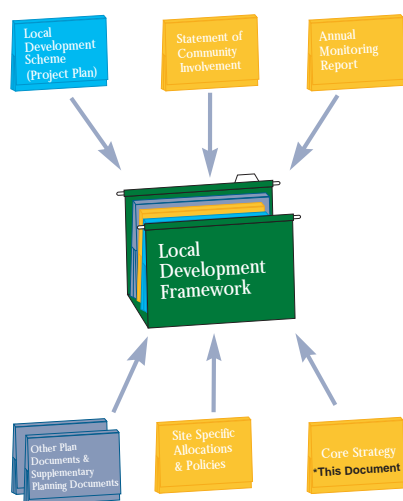 Local
Development
Scheme
(Project Plan)
Statement of
Community
Involvement
Annual
Monitoring
Report
Local
Development
Framework
Other Plan
Documents &
Supplementary
Planning Documents
Site Specific
Allocations
& Policies
Core Strategy
*This Document